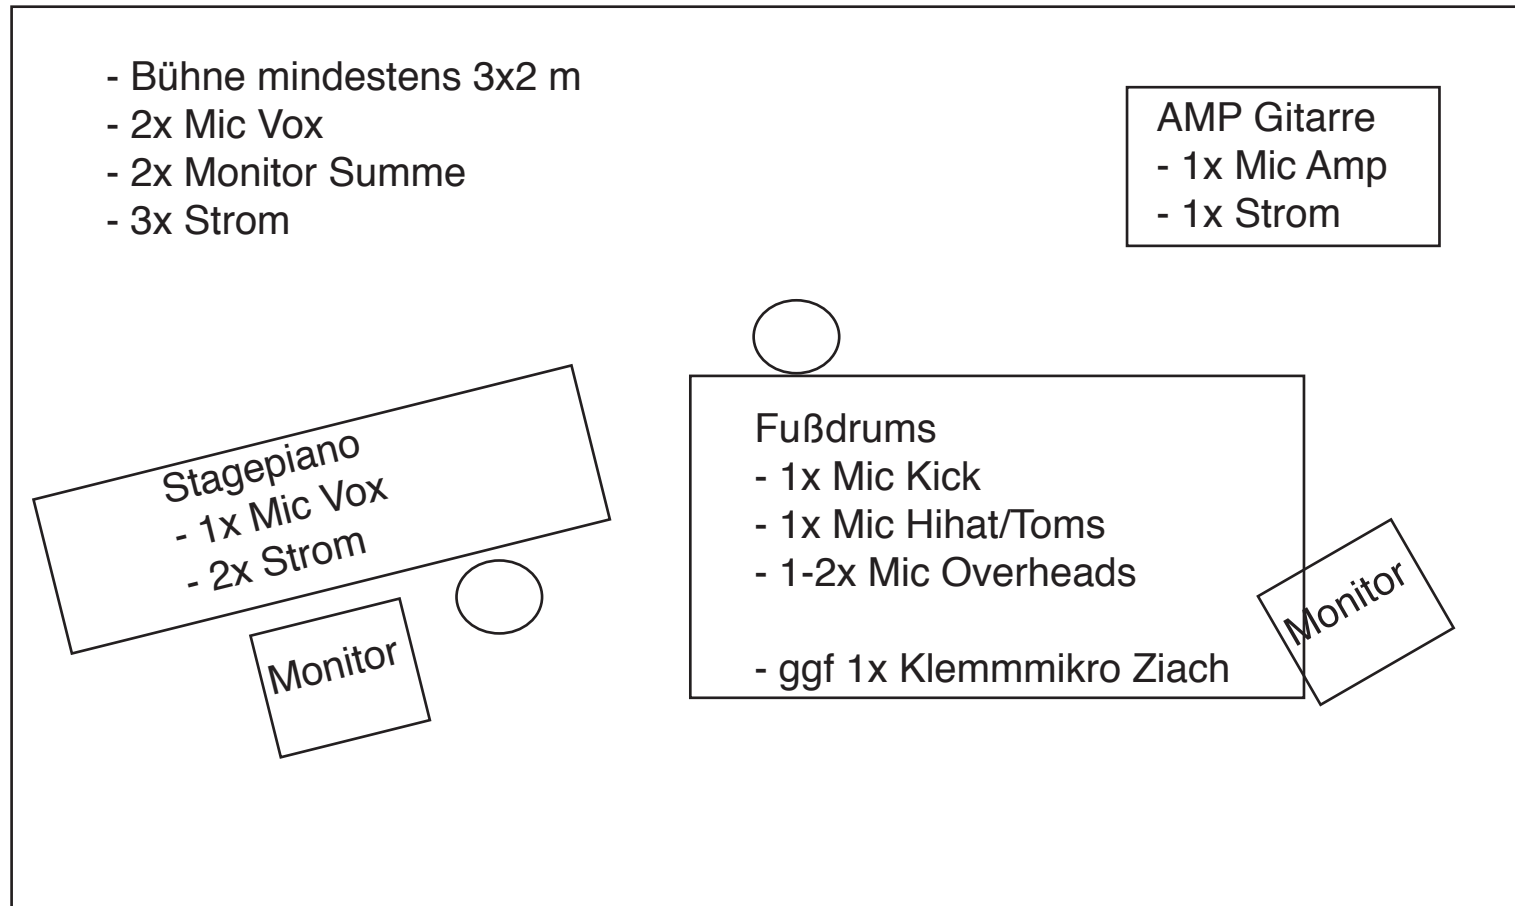 - Bühne mindestens 3x2 m
- 2x Mic Vox
- 2x Monitor Summe
- 3x Strom
AMP Gitarre
- 1x Mic Amp
- 1x Strom
Stagepiano
- 1x Mic Vox
- 2x Strom
Monitor
Fußdrums
- 1x Mic Kick
- 1x Mic Hihat/Toms
- 1-2x Mic Overheads
- ggf 1x Klemmmikro Ziach
Monitor